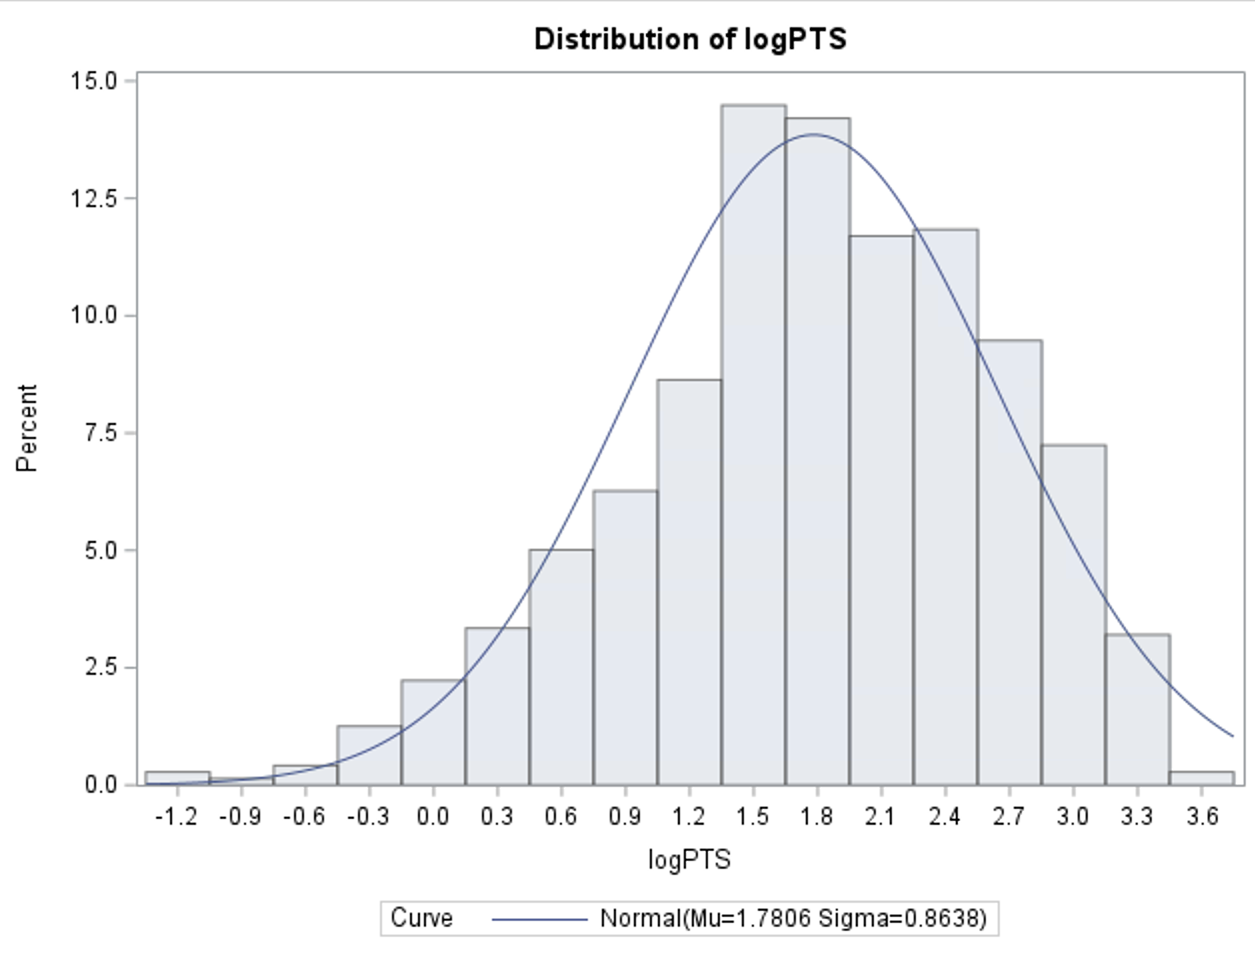 Distribution of logPTS
15.0
12.5
10.0
7.5
5.0
2.5
0.0
Percent
-1.2 -0.9 -0.6 -0.3 0.0 0.3 0.6 0.9 1.2 1.5 1.8 2.1 2.4 2.7 3.0 3.3 3.6
logPTS
Curve Normal(Mu=1.7806 Sigma=0.8638)